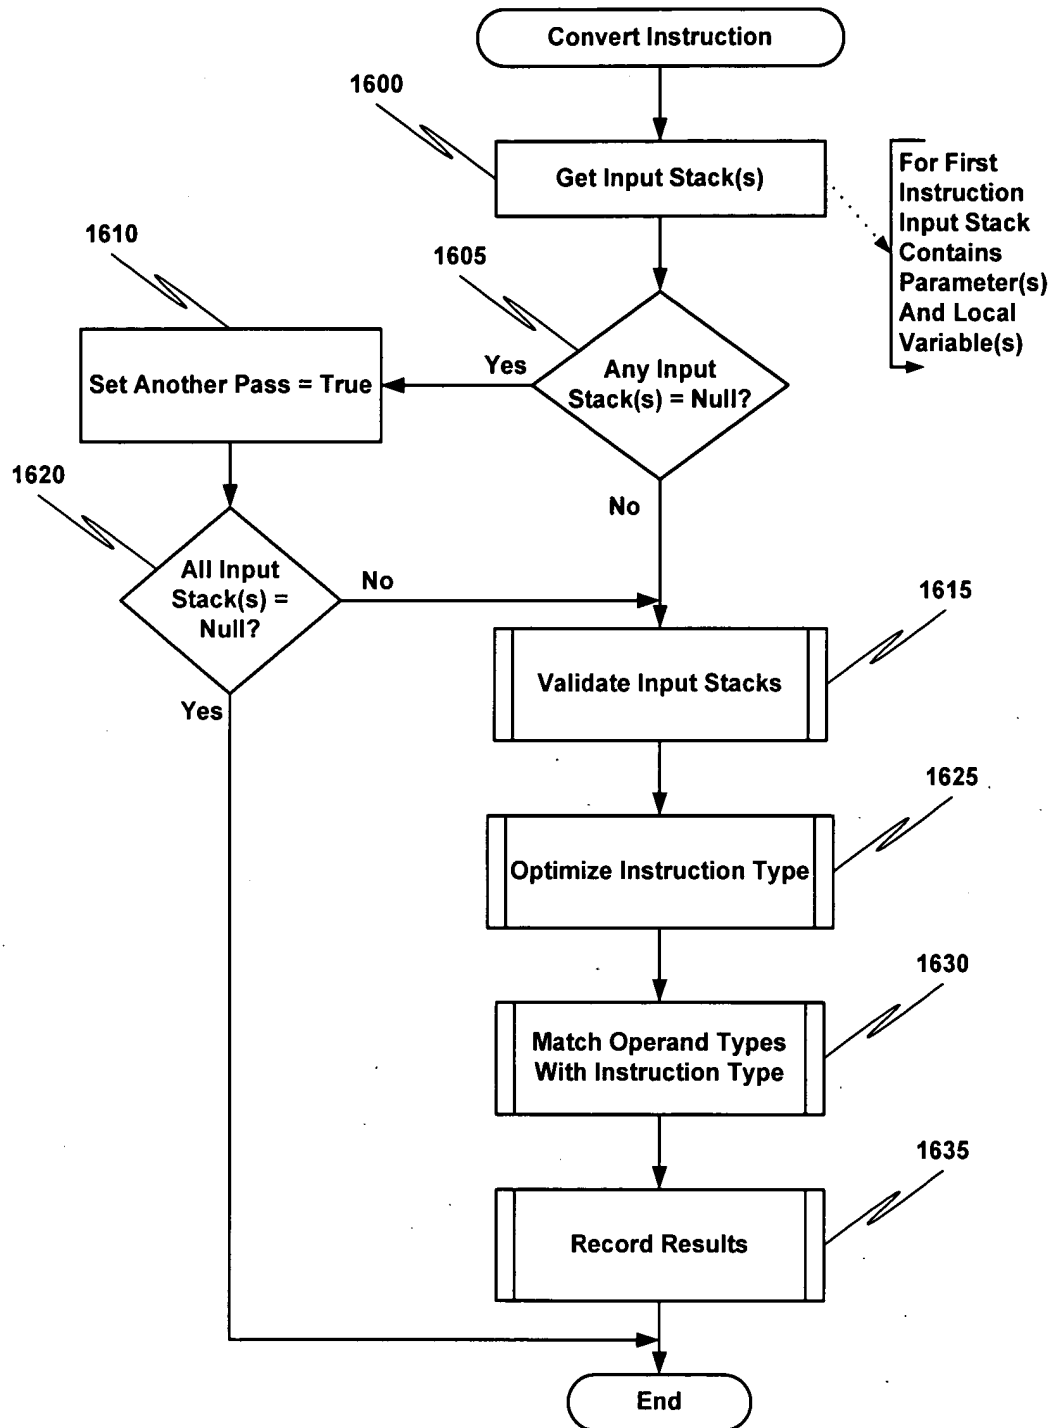 Convert Instruction
1600
Get Input Stack(s)
For First
Instruction
Input Stack
Contains
Parameter(s)
And Local
Variable(s)
1610
1605
Set Another Pass = True
Yes
Any Input
Stack(s) = Null?
1620
No
All Input
Stack(s) =
Null?
No
1615
Validate Input Stacks
Yes
1625
Optimize Instruction Type
1630
Match Operand Types
With Instruction Type
1635
Record Results
End